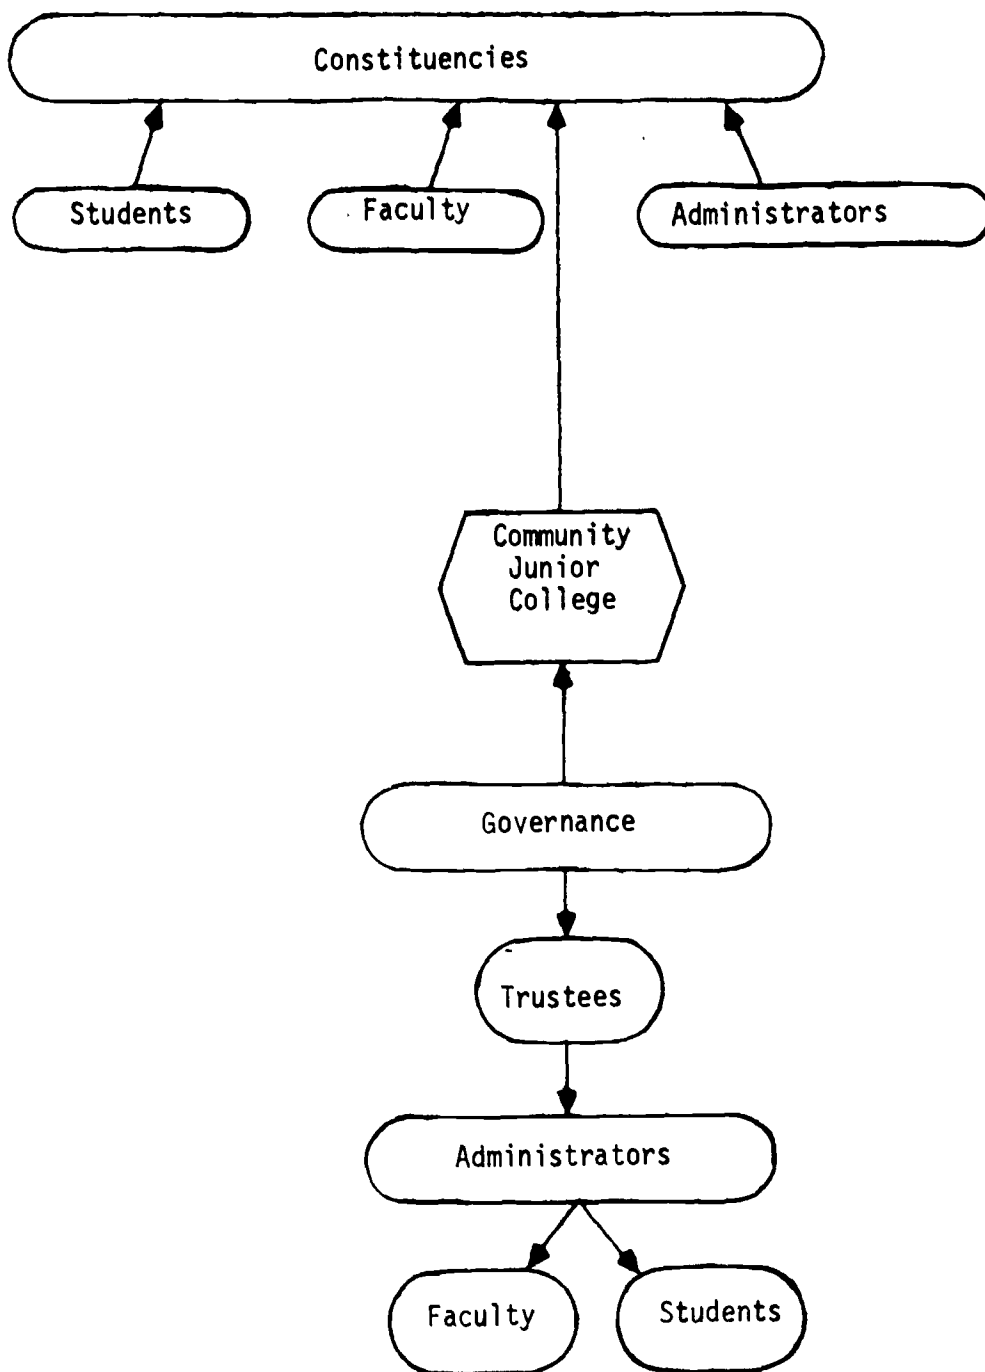 Constituencies
Students
Faculty
Administrators
Community
Junior
College
Governance
Trustees
Administrators
Faculty
Students